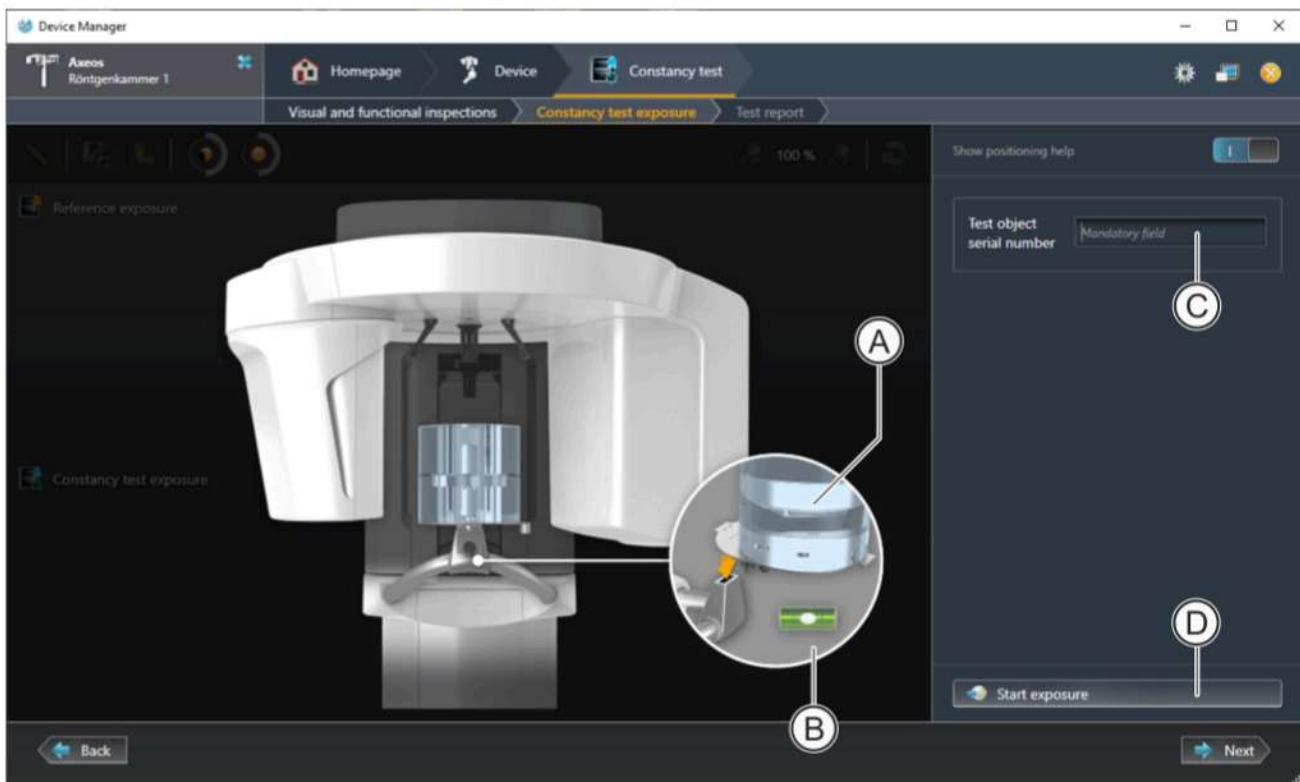 Device Manager
Axeos
Röntgenkammer 1
Homepage
Device
Constancy test
Visual and functional inspections
Constancy test exposure
Test report
100 %
Show positioning help
I
Reference exposure
Test object
serial number
Mandatory field
C
A
Constancy test exposure
D
Start exposure
B
Back
Next